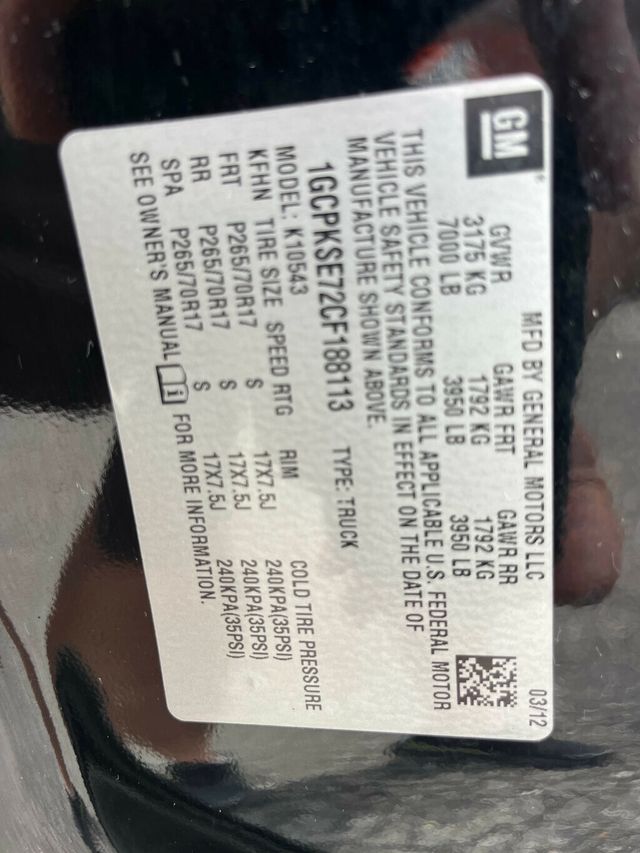 GM
MFD BY GENERAL MOTORS LLC 03/12
GVWR GAWR FRT GAWR RR
3175 KG 1792 KG 1792 KG
7000 LB 3950 LB 3950 LB
THIS VEHICLE CONFORMS TO ALL APPLICABLE U.S. FEDERAL MOTOR
VEHICLE SAFETY STANDARDS IN EFFECT ON THE DATE OF
MANUFACTURE SHOWN ABOVE.
1GCPKSE72CF188113 TYPE: TRUCK
MODEL: K10543
KFHN TIRE SIZE SPEED RTG RIM COLD TIRE PRESSURE
FRT P265/70R17 S 17X7.5J 240KPA(35PSI)
RR P265/70R17 S 17X7.5J 240KPA(35PSI)
SPA P265/70R17 S 17X7.5J 240KPA(35PSI)
SEE OWNER'S MANUAL FOR MORE INFORMATION.